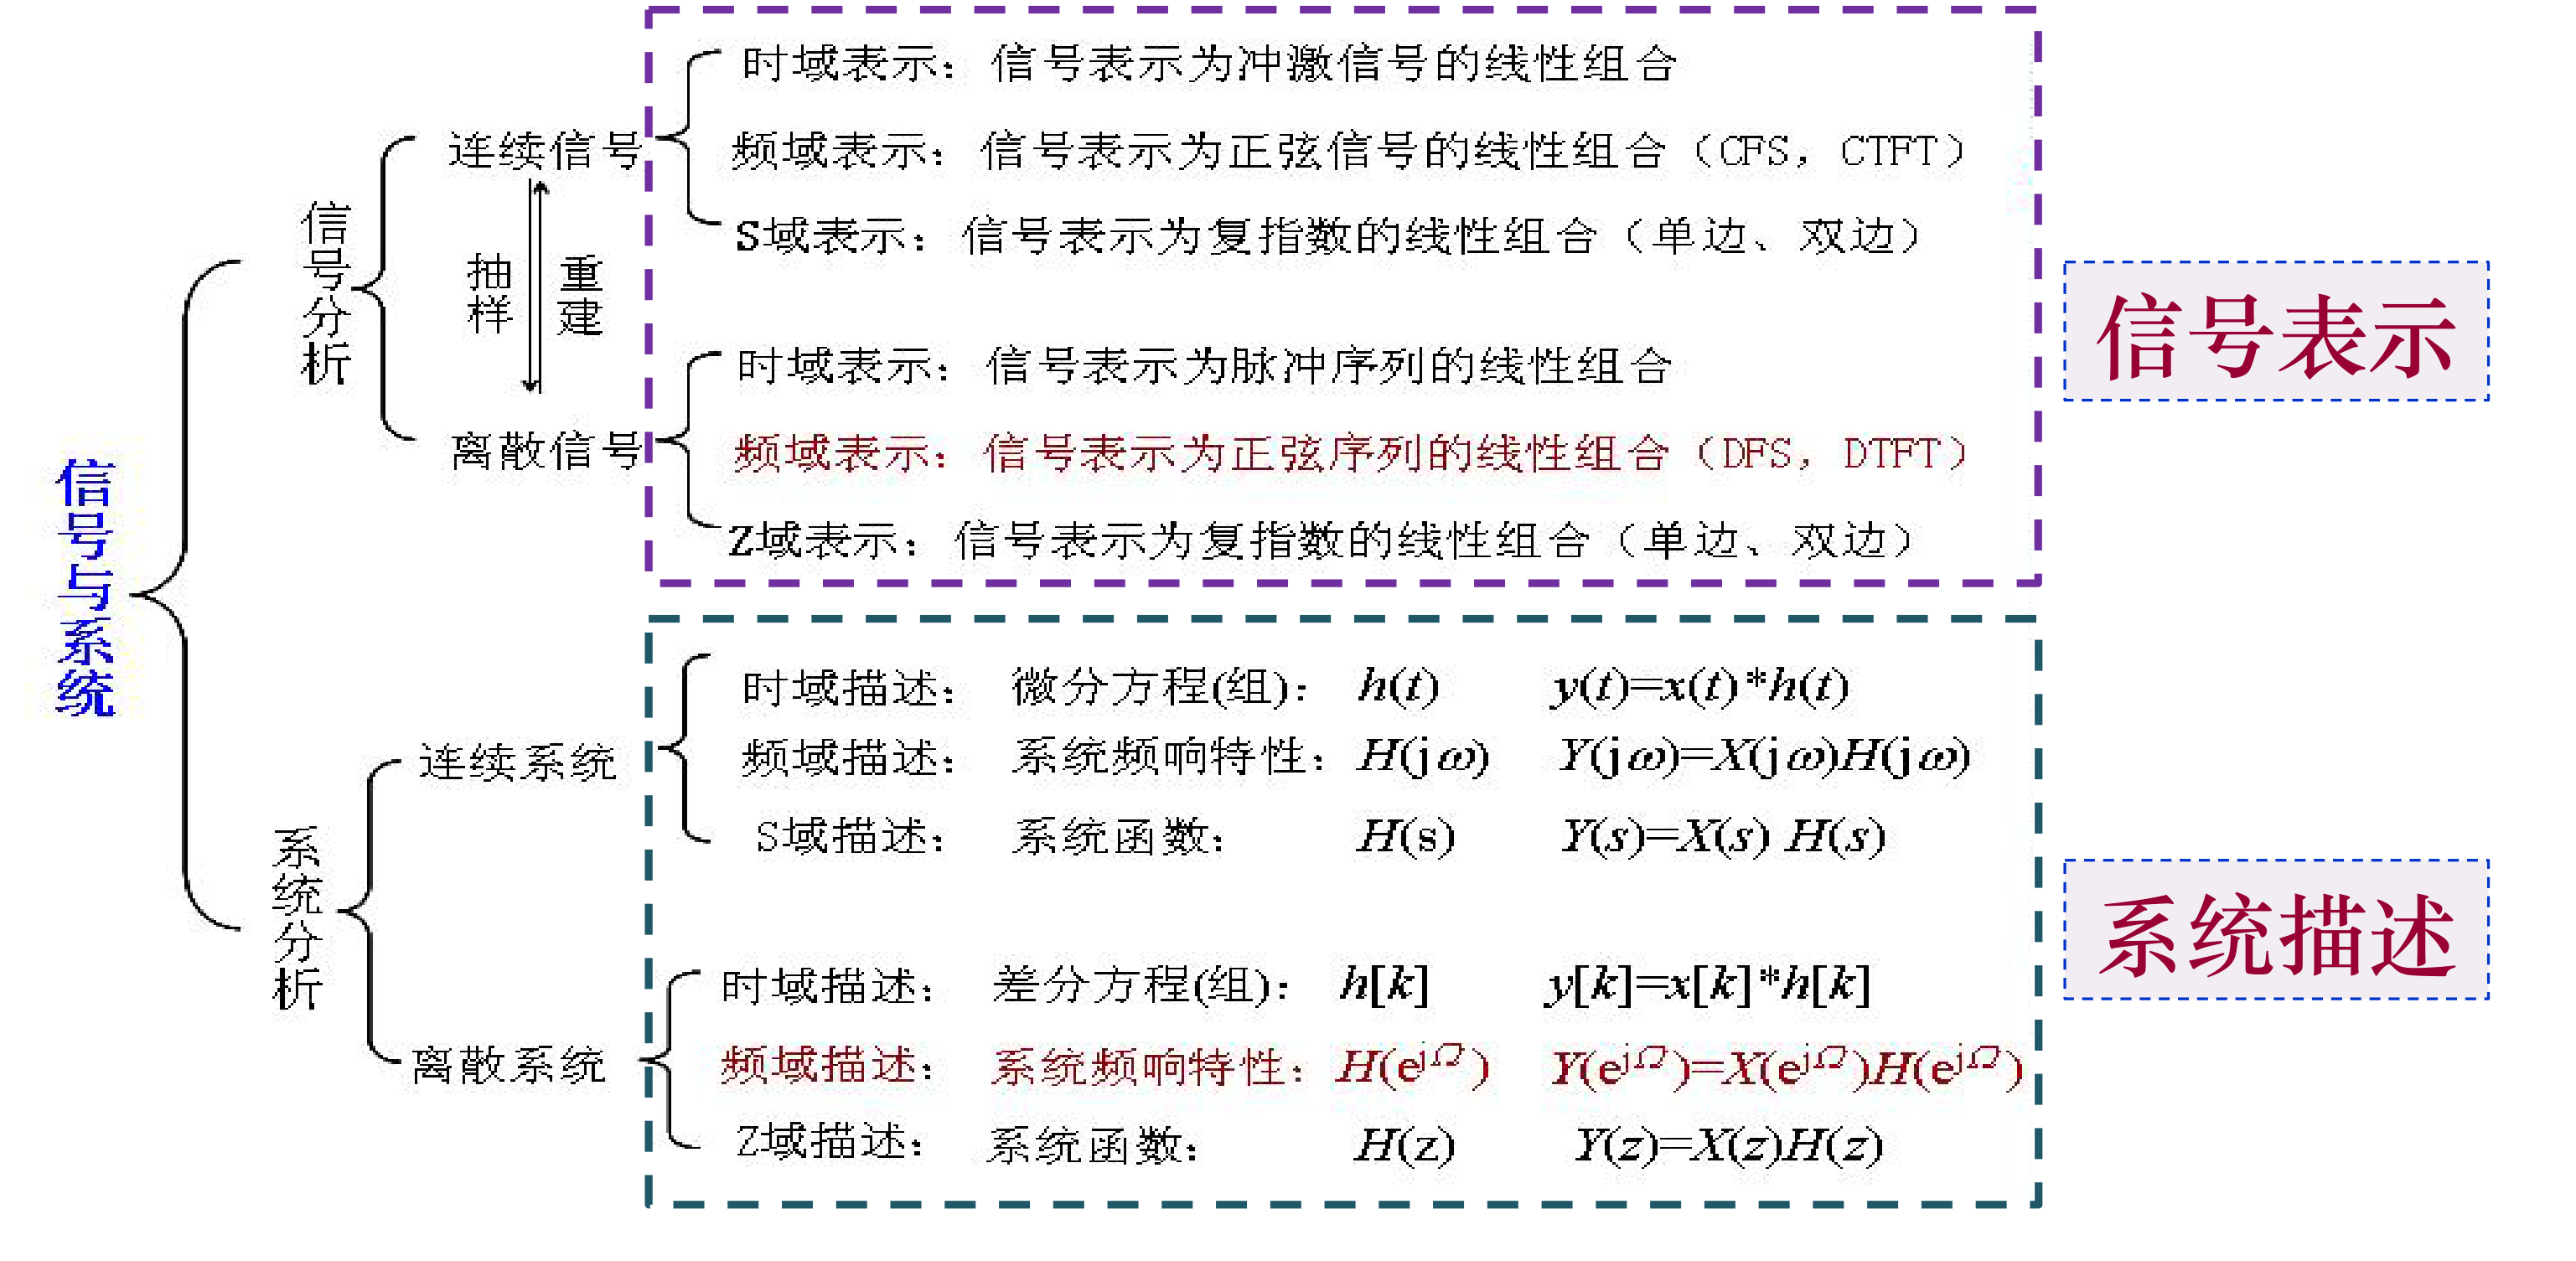 信号与系统
信号分析
连续信号
时域表示：信号表示为冲激信号的线性组合
频域表示：信号表示为正弦信号的线性组合（CFS，CTFT）
S域表示：信号表示为复指数的线性组合（单边、双边）
抽样
重建
离散信号
时域表示：信号表示为脉冲序列的线性组合
频域表示：信号表示为正弦序列的线性组合（DFS，DTFT）
Z域表示：信号表示为复指数的线性组合（单边、双边）
信号表示
系统分析
连续系统
时域描述： 微分方程(组)： h(t) y(t)=x(t)*h(t)
频域描述： 系统频响特性： H(jω) Y(jω)=X(jω)H(jω)
S域描述： 系统函数： H(s) Y(s)=X(s) H(s)
离散系统
时域描述： 差分方程(组)： h[k] y[k]=x[k]*h[k]
频域描述： 系统频响特性： H(e^{jΩ}) Y(e^{jΩ})=X(e^{jΩ})H(e^{jΩ})
Z域描述： 系统函数： H(z) Y(z)=X(z)H(z)
系统描述